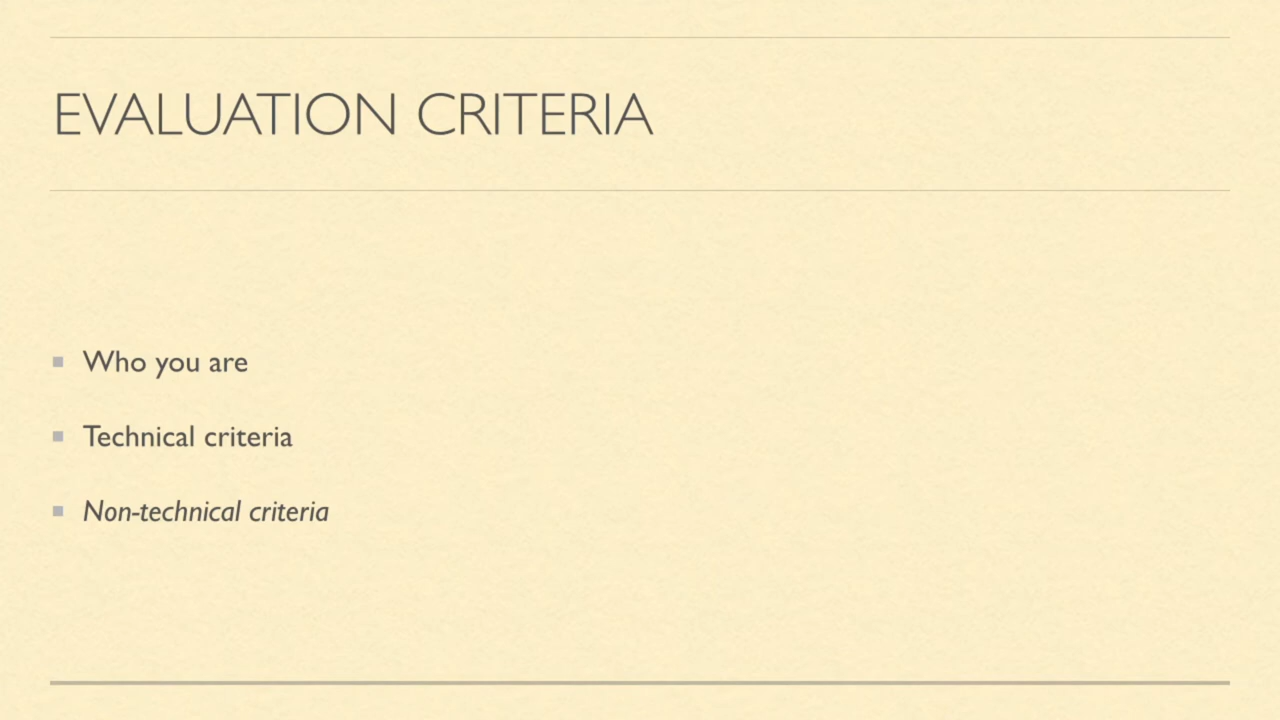 EVALUATION CRITERIA
Who you are
Technical criteria
Non-technical criteria